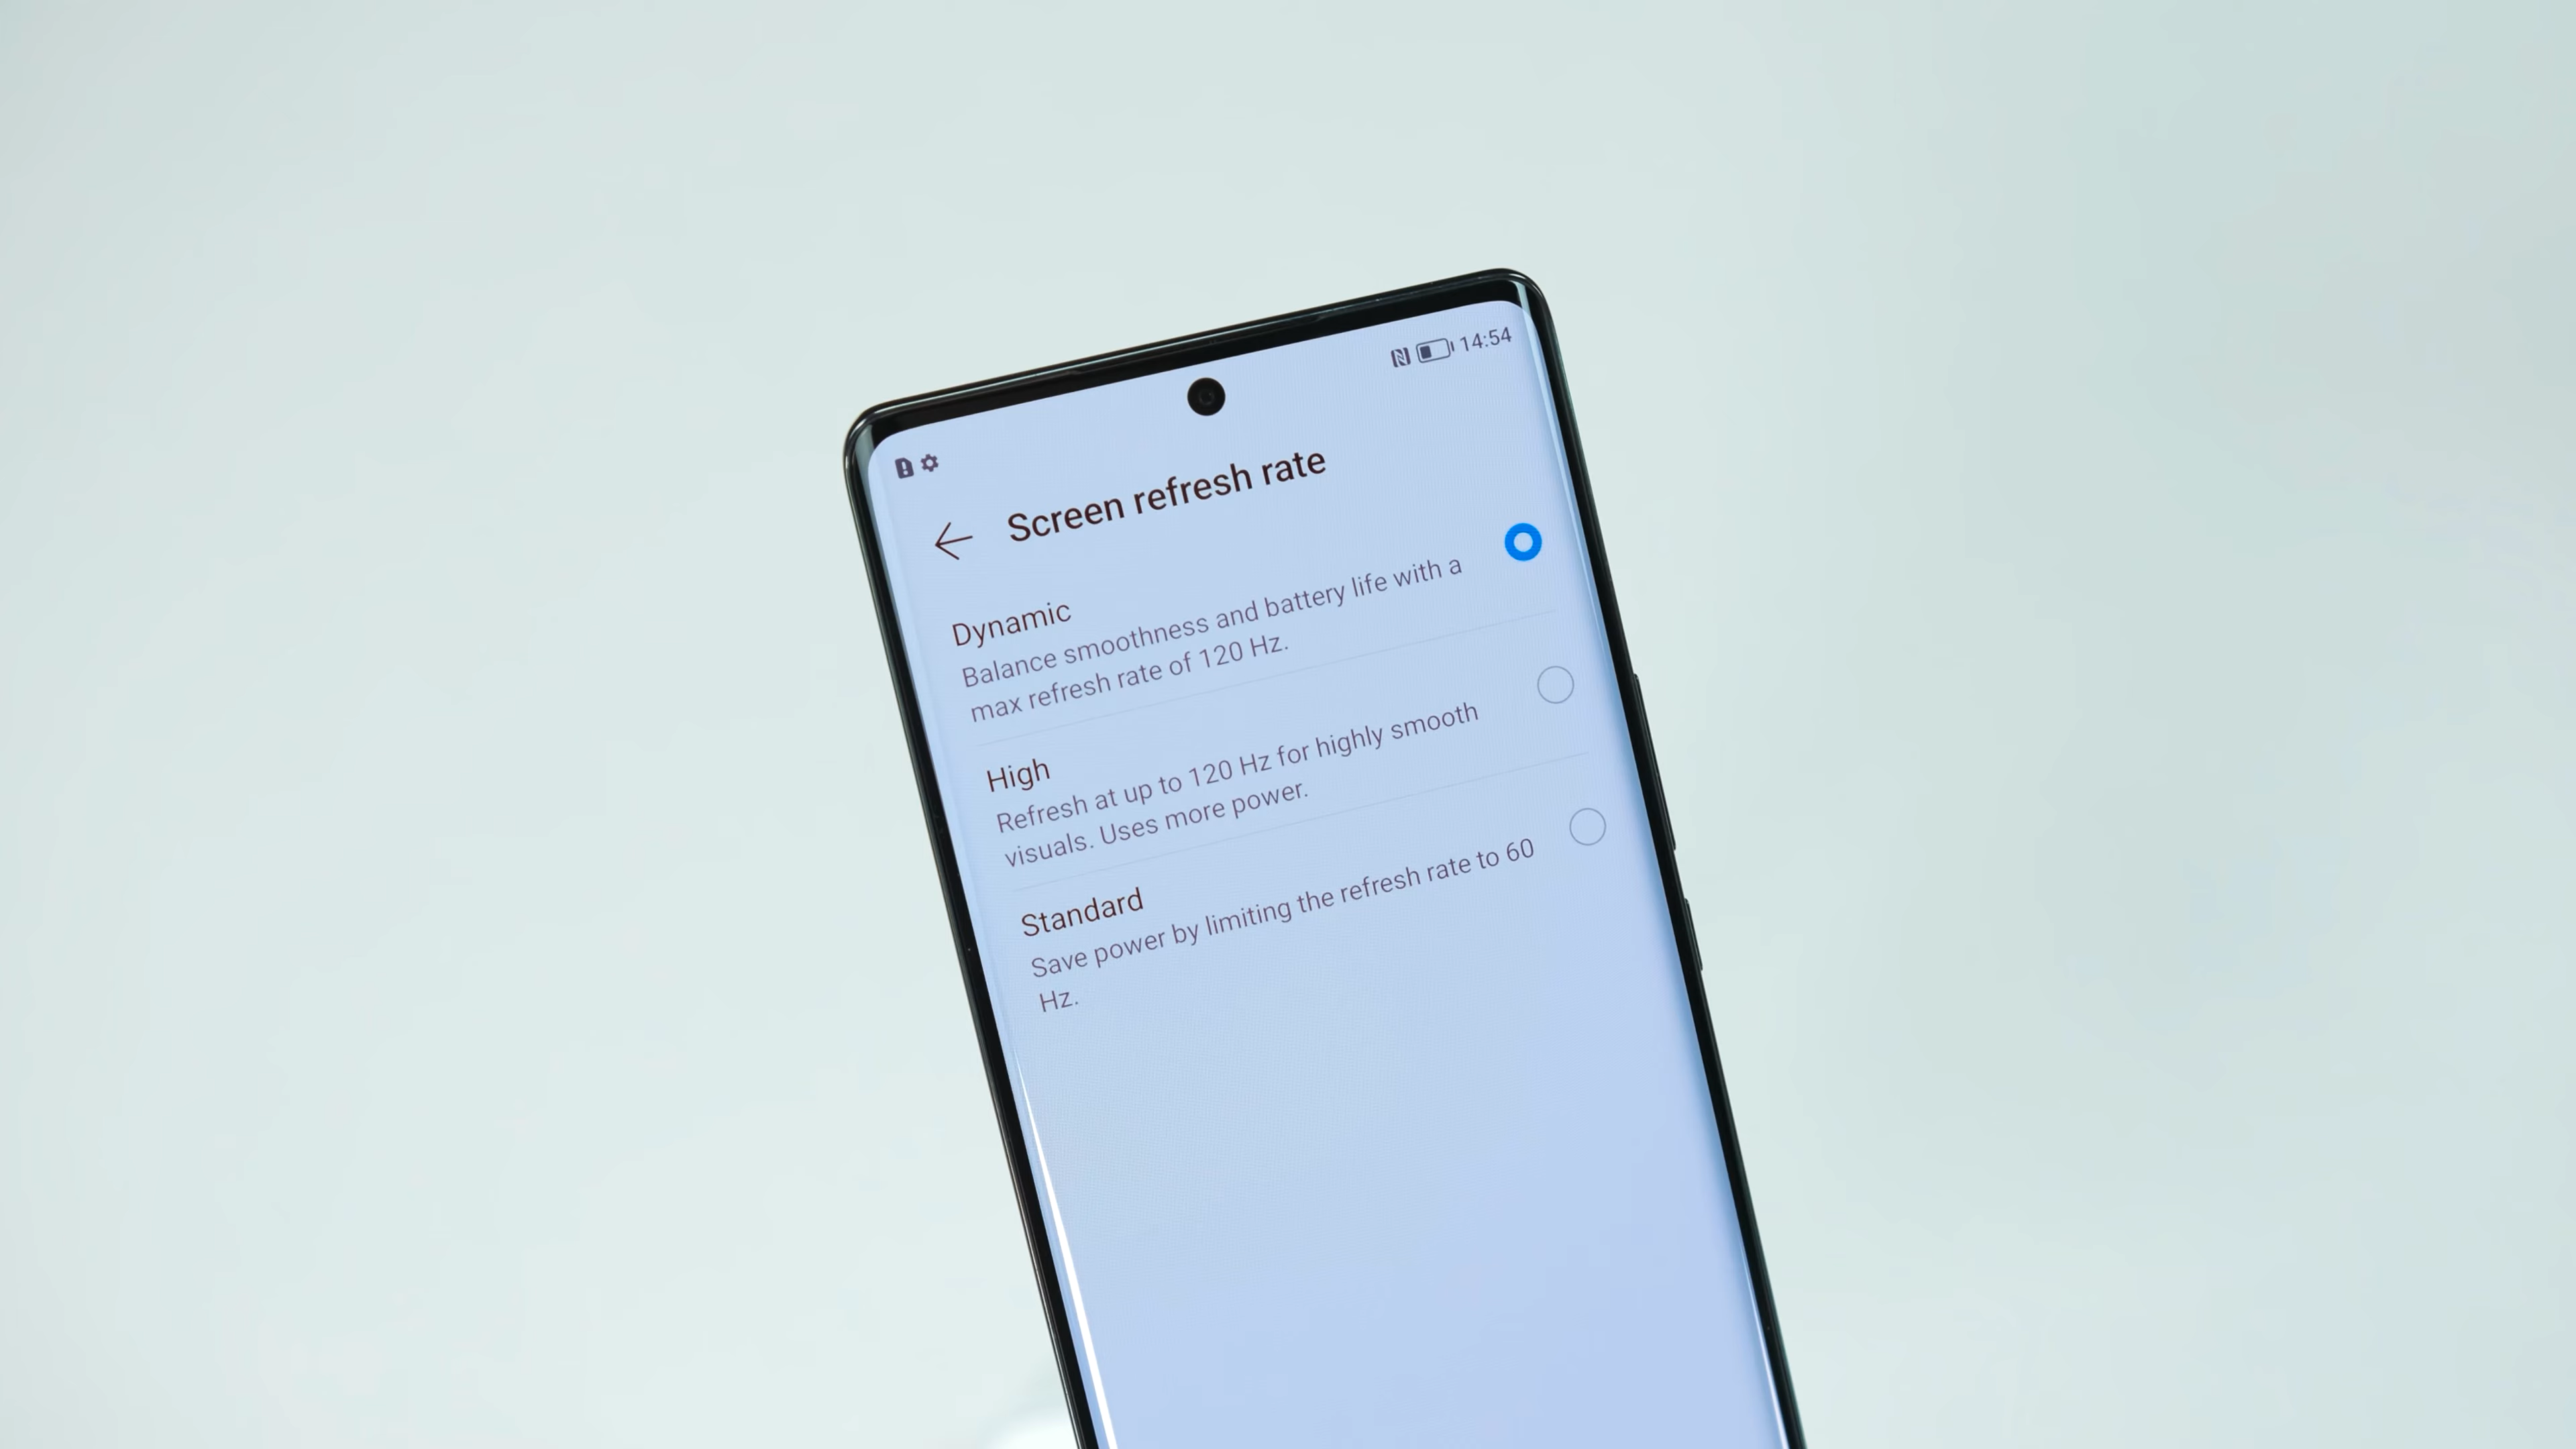 14:54
Screen refresh rate
Dynamic
Balance smoothness and battery life with a
max refresh rate of 120 Hz.
High
Refresh at up to 120 Hz for highly smooth
visuals. Uses more power.
Standard
Save power by limiting the refresh rate to 60
Hz.